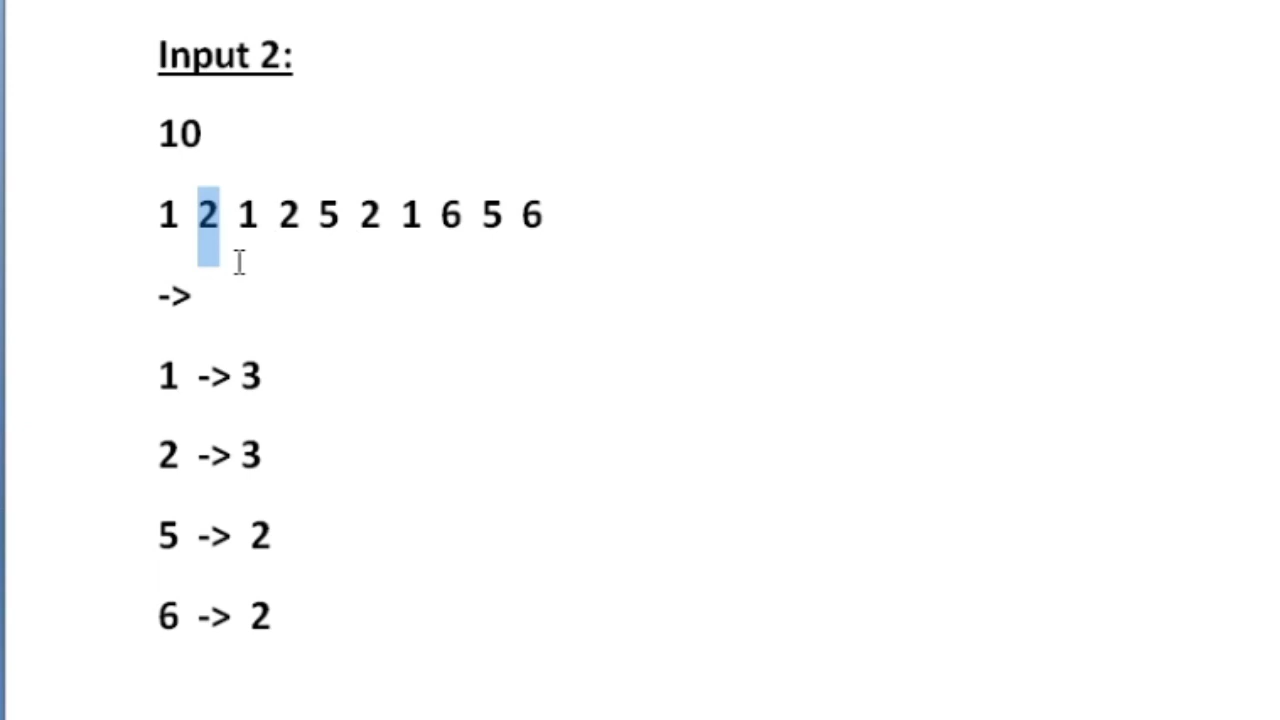 Input 2:
10
1 2 1 2 5 2 1 6 5 6
->
1 -> 3
2 -> 3
5 -> 2
6 -> 2